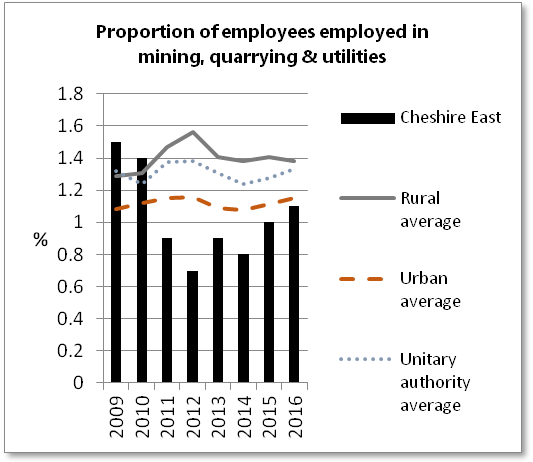 Proportion of employees employed in
mining, quarrying & utilities
1.8
1.6
1.4
1.2
1
0.8
0.6
0.4
0.2
0
%
2009
2010
2011
2012
2013
2014
2015
2016
Cheshire East
Rural
average
Urban
average
Unitary
authority
average